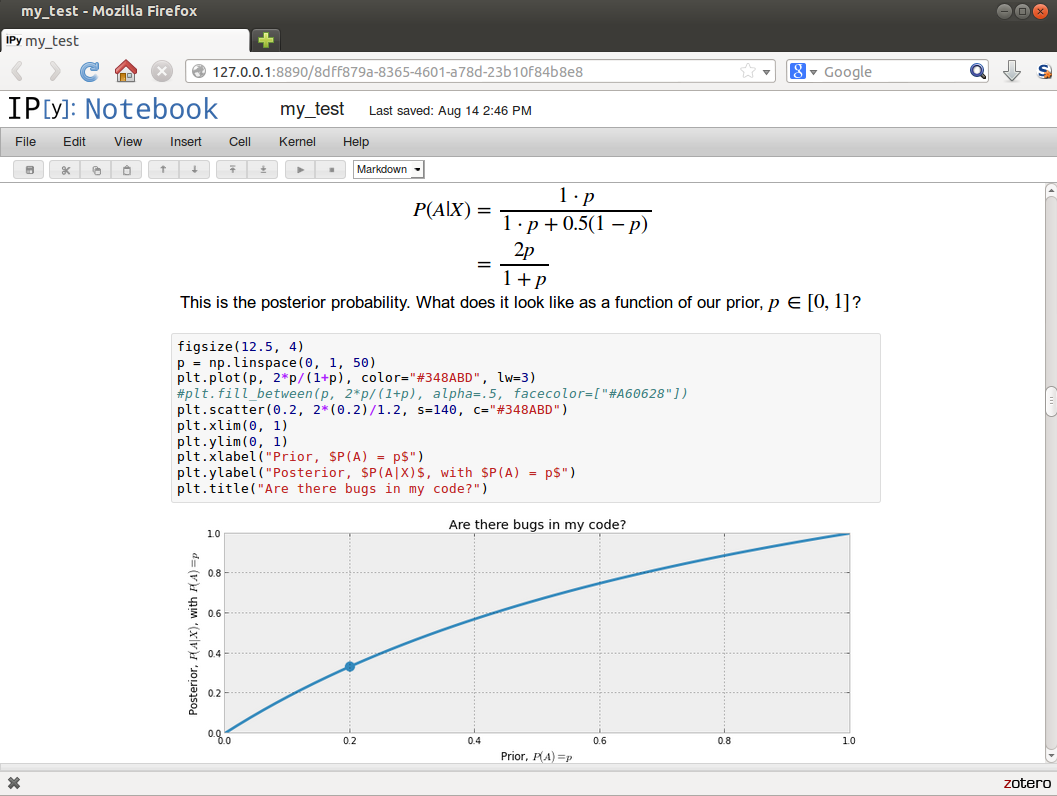 my_test - Mozilla Firefox
IPy my_test
127.0.0.1:8890/8dff879a-8365-4601-a78d-23b10f84b8e8
8 Google
IP[y]: Notebook my_test Last saved: Aug 14 2:46 PM
File Edit View Insert Cell Kernel Help
Markdown
P(A|X) = 1 · p / 1 · p + 0.5(1 − p)
= 2p / 1 + p
This is the posterior probability. What does it look like as a function of our prior, p ∈ [0, 1]?
figsize(12.5, 4)
p = np.linspace(0, 1, 50)
plt.plot(p, 2*p/(1+p), color="#348ABD", lw=3)
#plt.fill_between(p, 2*p/(1+p), alpha=.5, facecolor=["#A60628"])
plt.scatter(0.2, 2*(0.2)/1.2, s=140, c="#348ABD")
plt.xlim(0, 1)
plt.ylim(0, 1)
plt.xlabel("Prior, $P(A) = p$")
plt.ylabel("Posterior, $P(A|X)$, with $P(A) = p$")
plt.title("Are there bugs in my code?")
Are there bugs in my code?
1.0
0.8
0.6
0.4
0.2
0.0
Posterior, P(A|X), with P(A) = p
0.0 0.2 0.4 0.6 0.8 1.0
Prior, P(A) = p
zotero